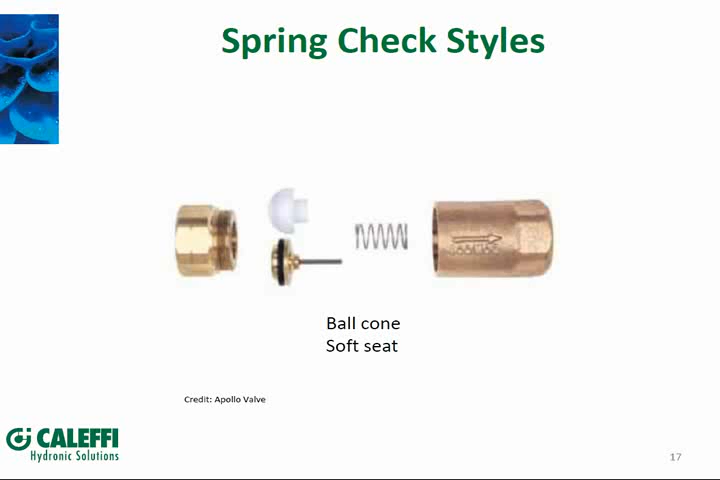 Spring Check Styles
Ball cone
Soft seat
Credit: Apollo Valve
CALEFFI
Hydronic Solutions
17